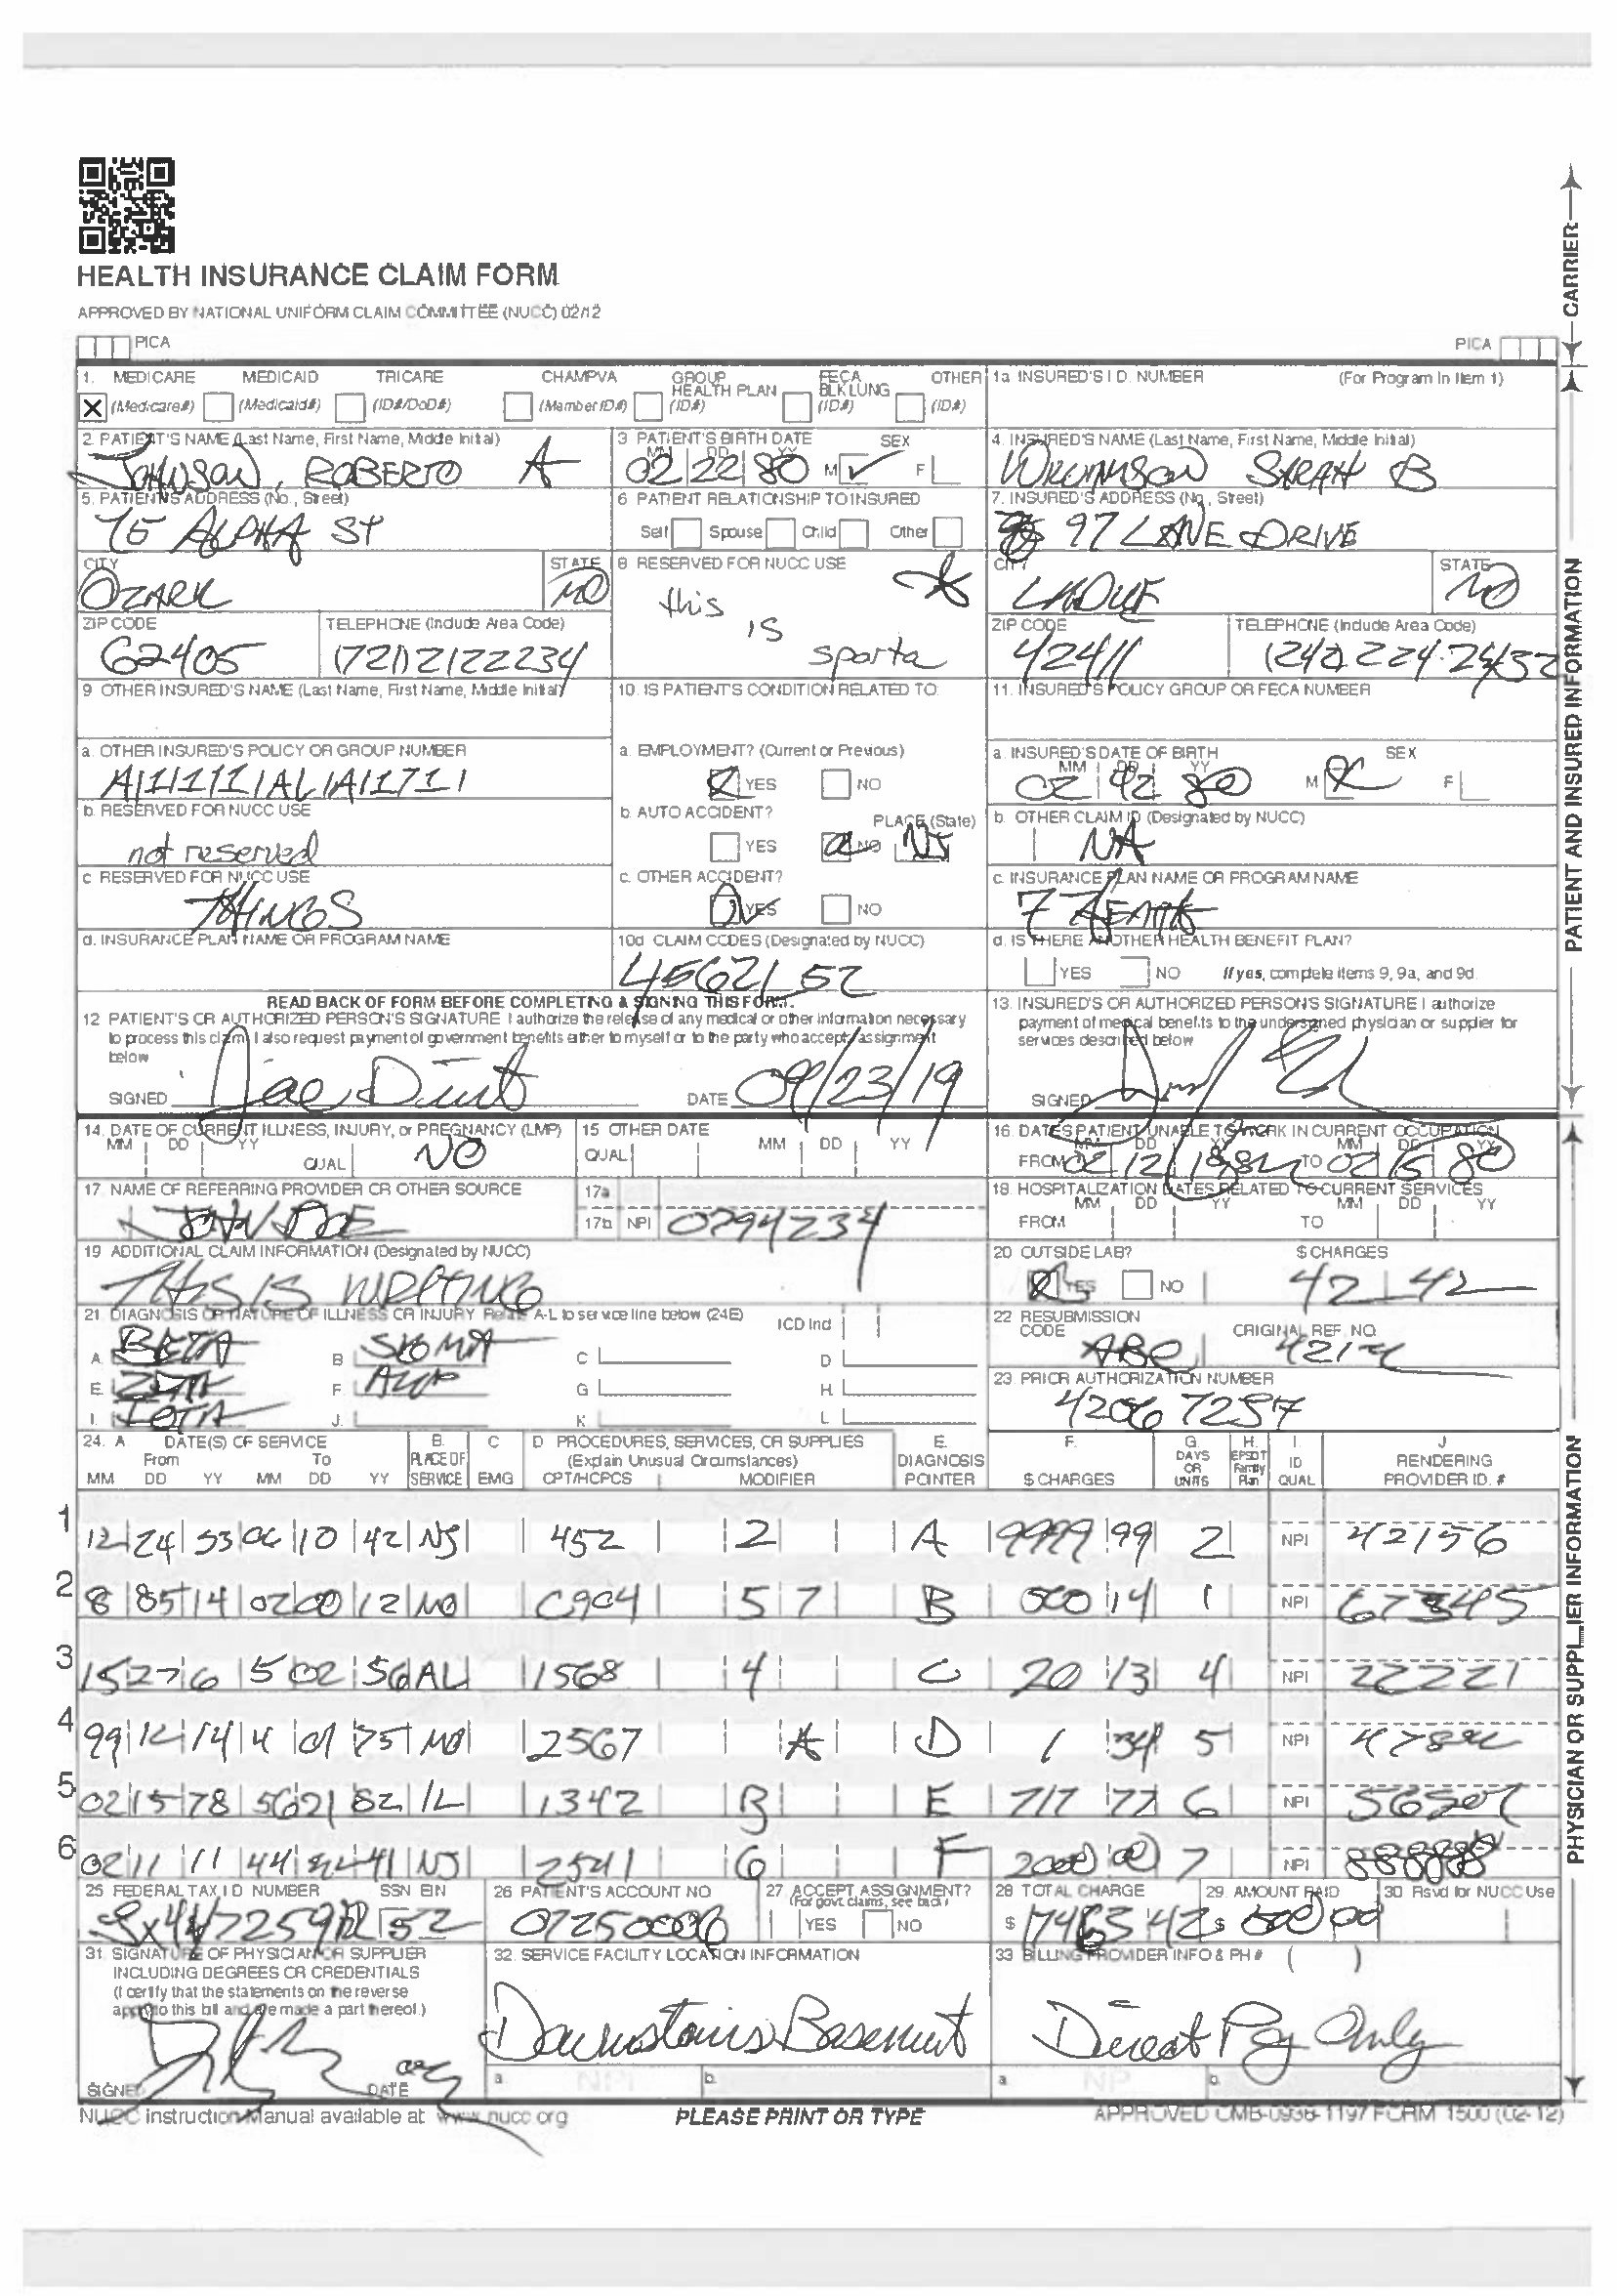 HEALTH INSURANCE CLAIM FORM
APPROVED BY NATIONAL UNIFORM CLAIM COMMITTEE (NUCC) 02/12
PICA
PICA
CARRIER
1. MEDICARE MEDICAID TRICARE CHAMPVA GROUP HEALTH PLAN FECA BLK LUNG OTHER
(Medicare#) (Medicaid#) (ID#/DoD#) (Member ID#) (ID#) (ID#) (ID#)
1a INSURED'S I.D. NUMBER (For Program In Item 1)
2. PATIENT'S NAME (Last Name, First Name, Middle Initial)
JOHNSON, ROBERTO A
3 PATIENT'S BIRTH DATE SEX
MM DD YY
02 22 80 M F
4. INSURED'S NAME (Last Name, First Name, Middle Initial)
SARAH B
5. PATIENT'S ADDRESS (No., Street)
75 ALPHA ST
6 PATIENT RELATIONSHIP TO INSURED
Self Spouse Child Other
7. INSURED'S ADDRESS (No., Street)
97 LANE DRIVE
CITY
OZARK
STATE
MO
8 RESERVED FOR NUCC USE
this
is
sparta
CITY
LADUE
STATE
MO
ZIP CODE
62405
TELEPHONE (Include Area Code)
(721)2122234
ZIP CODE
42411
TELEPHONE (Include Area Code)
9 OTHER INSURED'S NAME (Last Name, First Name, Middle Initial)
10. IS PATIENT'S CONDITION RELATED TO:
11. INSURED'S POLICY GROUP OR FECA NUMBER
a. OTHER INSURED'S POLICY OR GROUP NUMBER
a. EMPLOYMENT? (Current or Previous)
YES NO
a. INSURED'S DATE OF BIRTH SEX
MM DD YY
02 42 80 M F
b. RESERVED FOR NUCC USE
not reserved
b. AUTO ACCIDENT? PLACE (State)
YES NO NJ
b. OTHER CLAIM ID (Designated by NUCC)
NA
c. RESERVED FOR NUCC USE
THINGS
c. OTHER ACCIDENT?
YES NO
c. INSURANCE PLAN NAME OR PROGRAM NAME
d. INSURANCE PLAN NAME OR PROGRAM NAME
10d CLAIM CODES (Designated by NUCC)
4562152
d. IS THERE ANOTHER HEALTH BENEFIT PLAN?
YES NO If yes, complete items 9, 9a, and 9d.
PATIENT AND INSURED INFORMATION
READ BACK OF FORM BEFORE COMPLETING & SIGNING THIS FORM.
12 PATIENT'S OR AUTHORIZED PERSON'S SIGNATURE I authorize the release of any medical or other information necessary
to process this claim. I also request payment of government benefits either to myself or to the party who accepts assignment
below
SIGNED DATE 09/23/19
13. INSURED'S OR AUTHORIZED PERSON'S SIGNATURE I authorize
payment of medical benefits to the undersigned physician or supplier for
services described below
SIGNED
14. DATE OF CURRENT ILLNESS, INJURY, or PREGNANCY (LMP)
MM DD YY QUAL NO
15 OTHER DATE
QUAL MM DD YY
16. DATES PATIENT UNABLE TO WORK IN CURRENT OCCUPATION
MM DD YY MM DD YY
FROM 02 12 TO 02 15 80
17. NAME OF REFERRING PROVIDER OR OTHER SOURCE
17a
17b NPI 0794234
18. HOSPITALIZATION DATES RELATED TO CURRENT SERVICES
MM DD YY MM DD YY
FROM TO
19 ADDITIONAL CLAIM INFORMATION (Designated by NUCC)
THIS IS WRITING
20 OUTSIDE LAB? $ CHARGES
YES NO 42 42
21. DIAGNOSIS OR NATURE OF ILLNESS OR INJURY Relate A-L to service line below (24E) ICD Ind
A. BETA B SIGMA C D
E. F. G H.
I. IOTA J. K L
22 RESUBMISSION CODE ORIGINAL REF. NO.
ABC
23. PRIOR AUTHORIZATION NUMBER
42067257
24. A DATE(S) OF SERVICE B. C D PROCEDURES, SERVICES, OR SUPPLIES E. F. G. H. I. J
From To PLACE OF (Explain Unusual Circumstances) DIAGNOSIS DAYS OR UNITS EPSDT Family Plan ID RENDERING
MM DD YY MM DD YY SERVICE EMG CPT/HCPCS MODIFIER POINTER $ CHARGES QUAL PROVIDER ID. #
1 12 24 53 06 10 42 NJ 452 2 A 9999 99 2 NPI 42156
2 8 85 14 02 00 12 MO C904 5 7 B 000 14 1 NPI 67345
3 15 27 6 5 02 56 AL 1568 4 C 20 13 4 NPI 22221
4 99 12 14 4 01 75 MO 2567 A D 1 34 5 NPI
5 02 15 78 56 21 82 IL 1342 B E 717 77 6 NPI
6 02 11 11 44 41 NJ 2541 6 F 2000 00 7 NPI 888888
25 FEDERAL TAX I.D. NUMBER SSN EIN
26 PATIENT'S ACCOUNT NO
07250006
27 ACCEPT ASSIGNMENT?
(For govt. claims, see back)
YES NO
28 TOTAL CHARGE
$ 17463 42
29. AMOUNT PAID
$
30 Rsvd for NUCC Use
31. SIGNATURE OF PHYSICIAN OR SUPPLIER
INCLUDING DEGREES OR CREDENTIALS
(I certify that the statements on the reverse
apply to this bill and are made a part thereof.)
SIGNED DATE
32. SERVICE FACILITY LOCATION INFORMATION
Downstairs Basement
a. NPI b.
33 BILLING PROVIDER INFO & PH # ( )
Direct Pay Only
a. NPI b.
PHYSICIAN OR SUPPLIER INFORMATION
NUCC Instruction Manual available at www.nucc.org
PLEASE PRINT OR TYPE
APPROVED OMB-0938-1197 FORM 1500 (02-12)